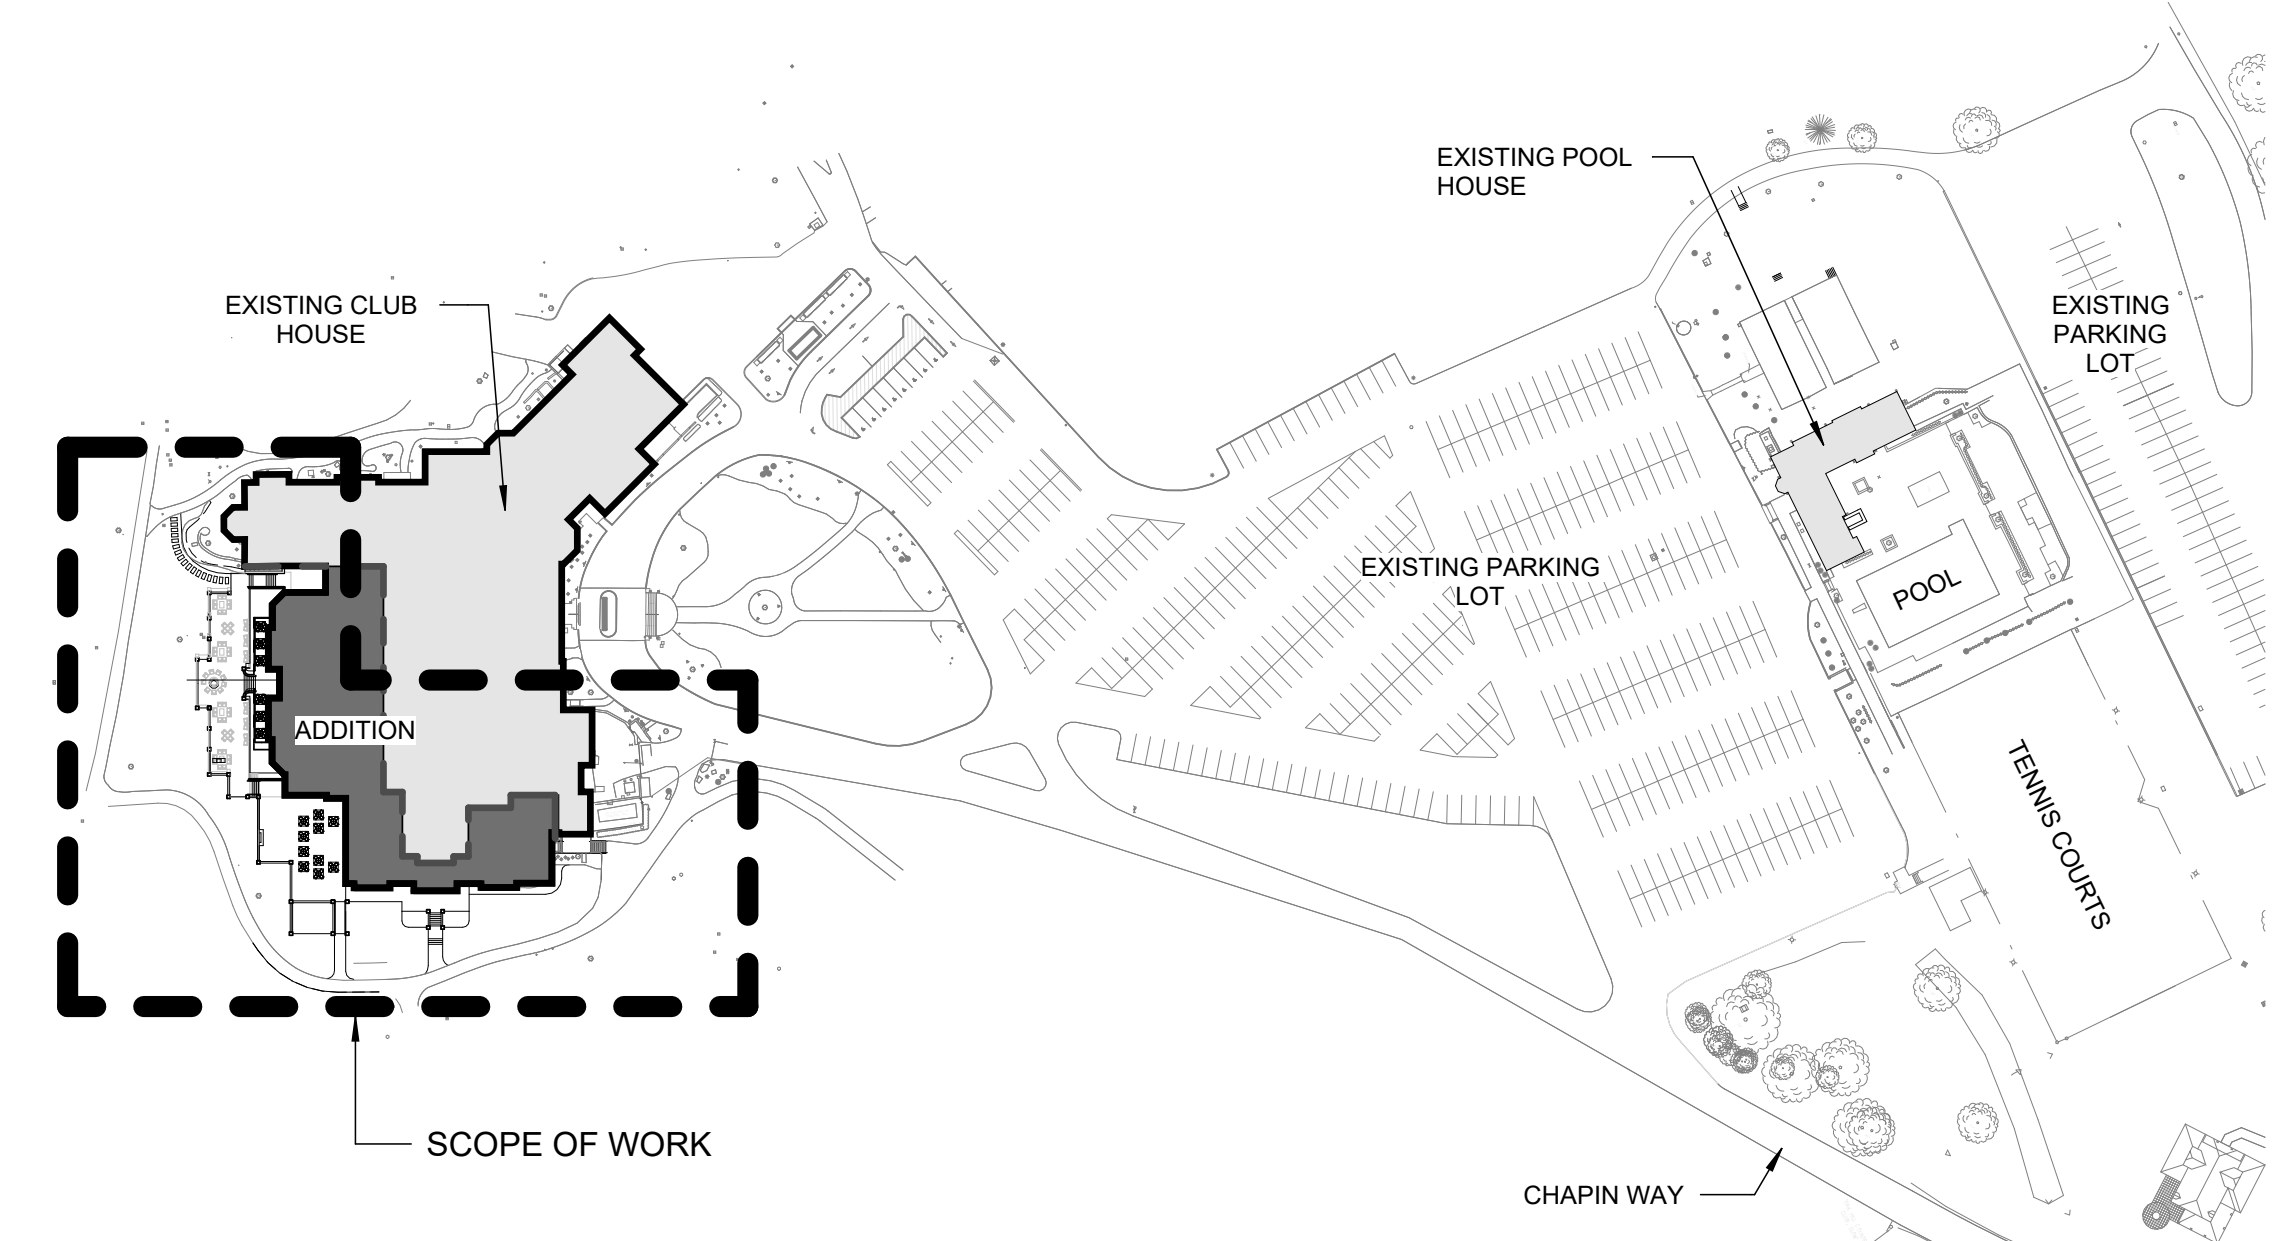 EXISTING POOL
HOUSE
EXISTING CLUB
HOUSE
EXISTING
PARKING
LOT
EXISTING PARKING
LOT
POOL
ADDITION
TENNIS COURTS
SCOPE OF WORK
CHAPIN WAY